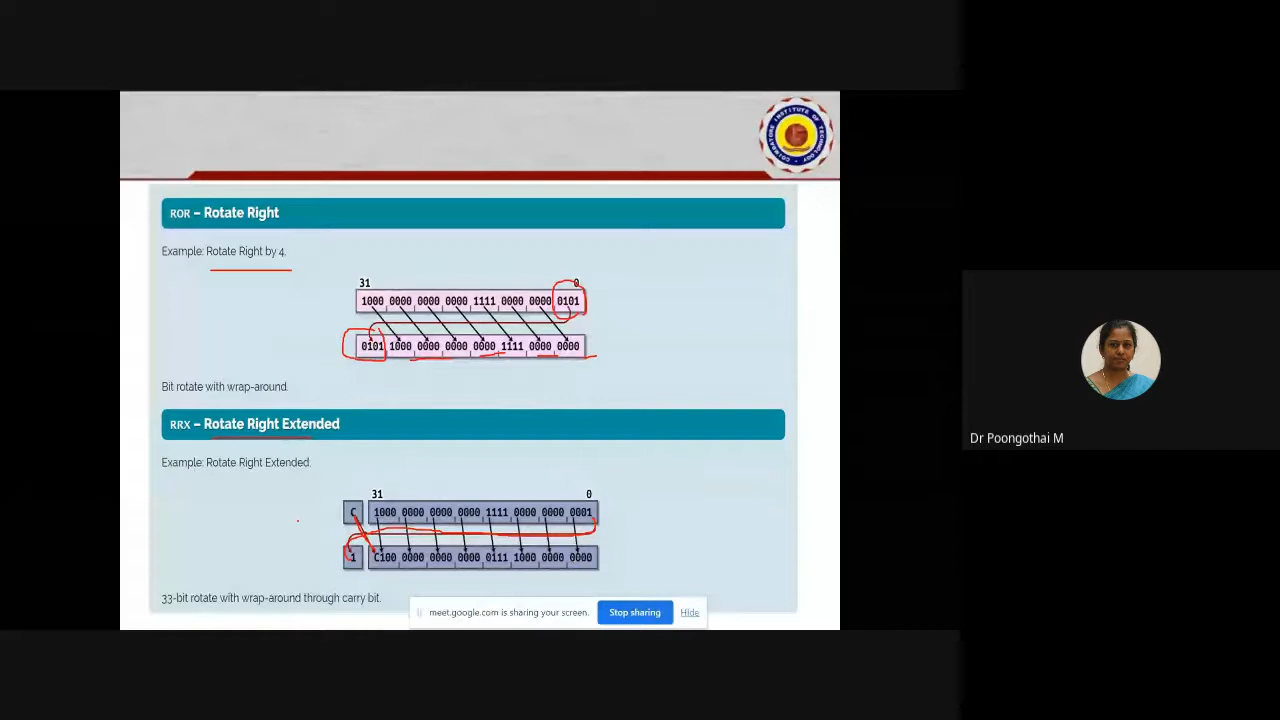 COIMBATORE INSTITUTE OF TECHNOLOGY
ROR – Rotate Right
Example: Rotate Right by 4.
31 0
1000 0000 0000 0000 1111 0000 0000 0101
0101 1000 0000 0000 0000 1111 0000 0000
Bit rotate with wrap-around.
RRX – Rotate Right Extended
Example: Rotate Right Extended.
31 0
C 1000 0000 0000 0000 1111 0000 0000 0001
1 C100 0000 0000 0000 0111 1000 0000 0000
33-bit rotate with wrap-around through carry bit.
meet.google.com is sharing your screen. Stop sharing Hide
Dr Poongothai M